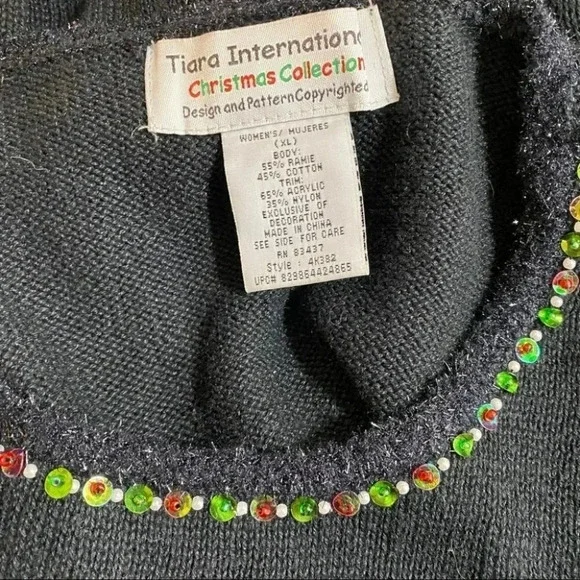 Tiara Internationa
Christmas Collection
Design and Pattern Copyrighted
WOMEN'S/ MUJERES
(XL)
BODY:
55% RAMIE
45% COTTON
TRIM:
65% ACRYLIC
35% NYLON
EXCLUSIVE OF
DECORATION
MADE IN CHINA
SEE SIDE FOR CARE
RN 83437
Style : 4K382
UPC# 829864424865